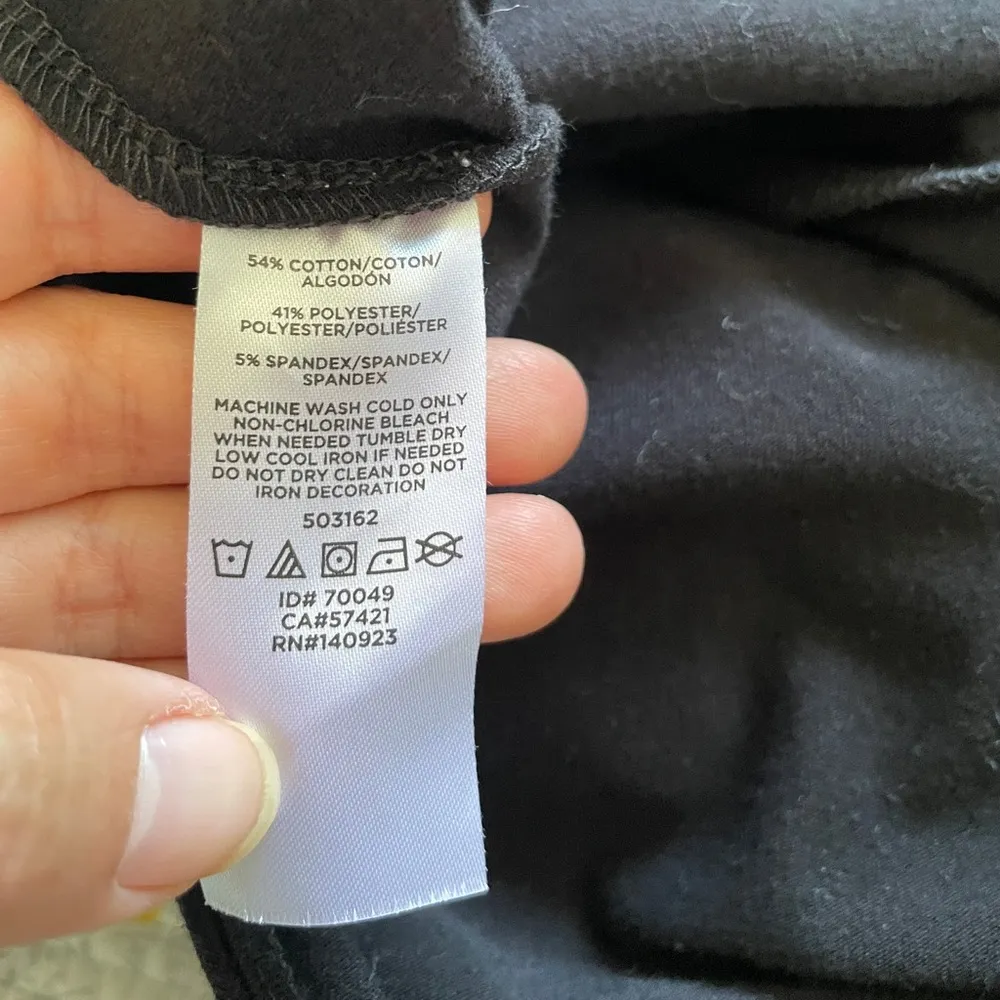 54% COTTON/COTON/
ALGODÓN
41% POLYESTER/
POLYESTER/POLIÉSTER
5% SPANDEX/SPANDEX/
SPANDEX
MACHINE WASH COLD ONLY
NON-CHLORINE BLEACH
WHEN NEEDED TUMBLE DRY
LOW COOL IRON IF NEEDED
DO NOT DRY CLEAN DO NOT
IRON DECORATION
503162
ID# 70049
CA#57421
RN#140923